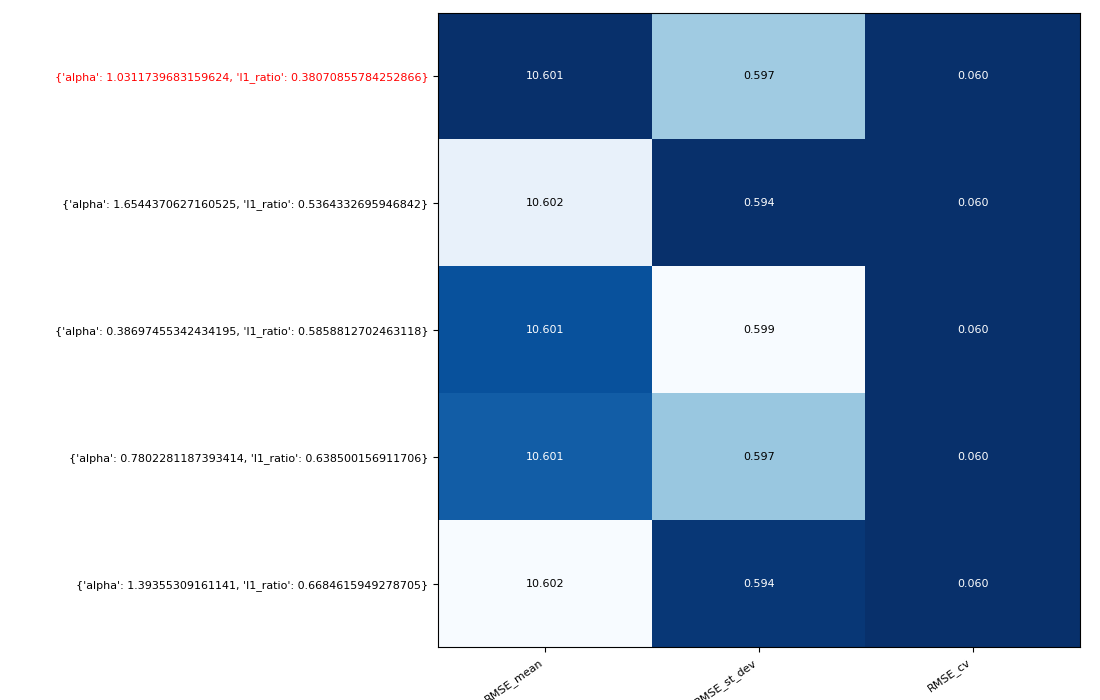 {'alpha': 1.0311739683159624, 'l1_ratio': 0.38070855784252866} 10.601 0.597 0.060
{'alpha': 1.6544370627160525, 'l1_ratio': 0.5364332695946842} 10.602 0.594 0.060
{'alpha': 0.38697455342434195, 'l1_ratio': 0.5858812702463118} 10.601 0.599 0.060
{'alpha': 0.7802281187393414, 'l1_ratio': 0.638500156911706} 10.601 0.597 0.060
{'alpha': 1.39355309161141, 'l1_ratio': 0.6684615949278705} 10.602 0.594 0.060
RMSE_mean RMSE_st_dev RMSE_cv